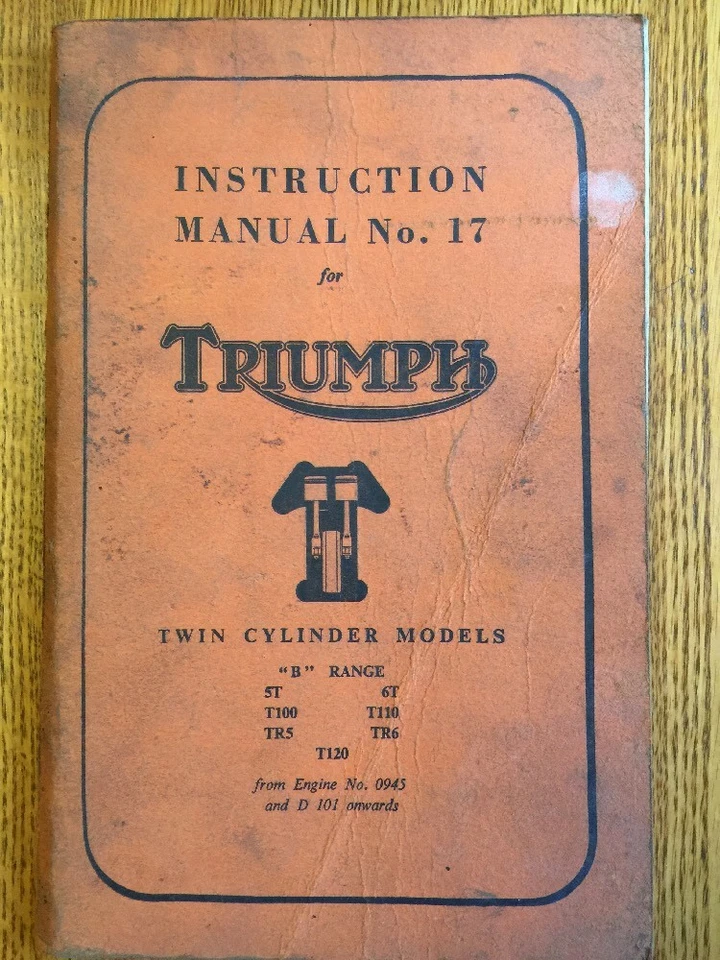 INSTRUCTION
MANUAL No. 17
for
TRIUMPH
TWIN CYLINDER MODELS
"B" RANGE
5T 6T
T100 T110
TR5 TR6
T120
from Engine No. 0945
and D 101 onwards